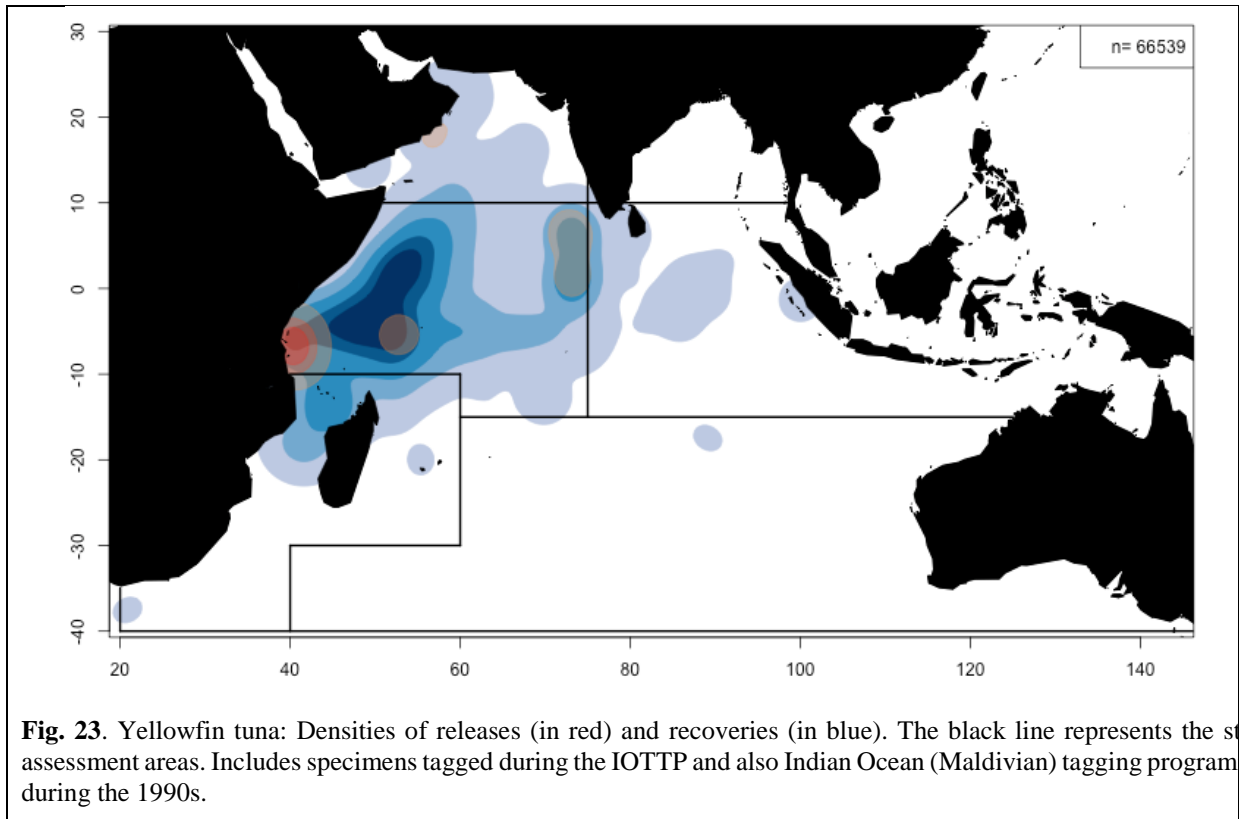 30
20
10
0
-10
-20
-30
-40
n= 66539
20 40 60 80 100 120 140
Fig. 23. Yellowfin tuna: Densities of releases (in red) and recoveries (in blue). The black line represents the
assessment areas. Includes specimens tagged during the IOTTP and also Indian Ocean (Maldivian) tagging program
during the 1990s.